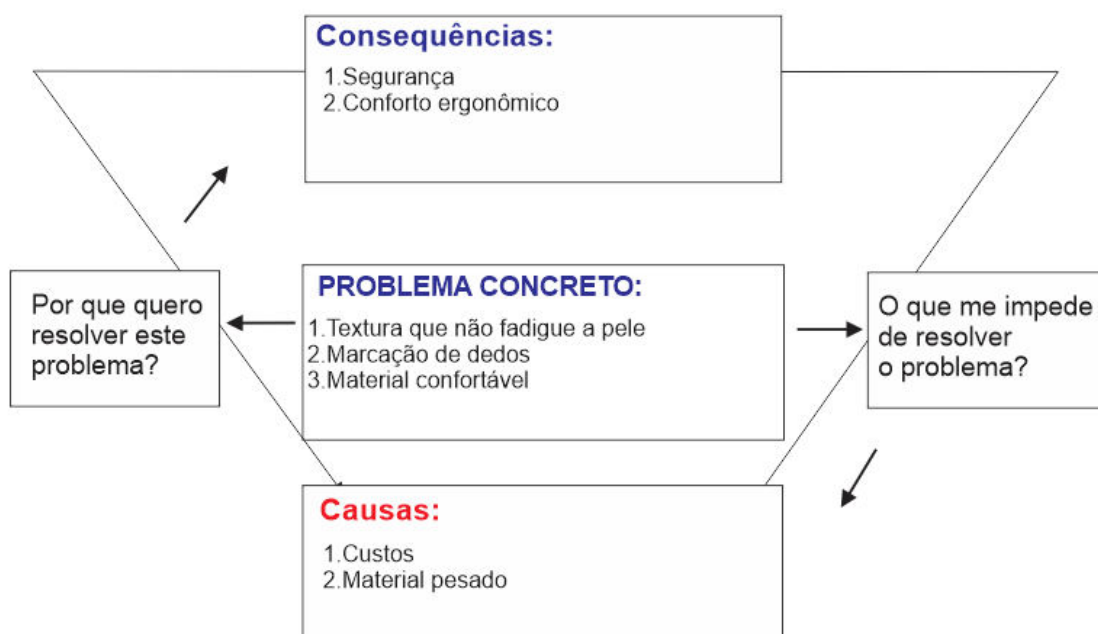 Consequências:
1.Segurança
2.Conforto ergonômico
Por que quero
resolver este
problema?
PROBLEMA CONCRETO:
1.Textura que não fadigue a pele
2.Marcação de dedos
3.Material confortável
O que me impede
de resolver
o problema?
Causas:
1.Custos
2.Material pesado